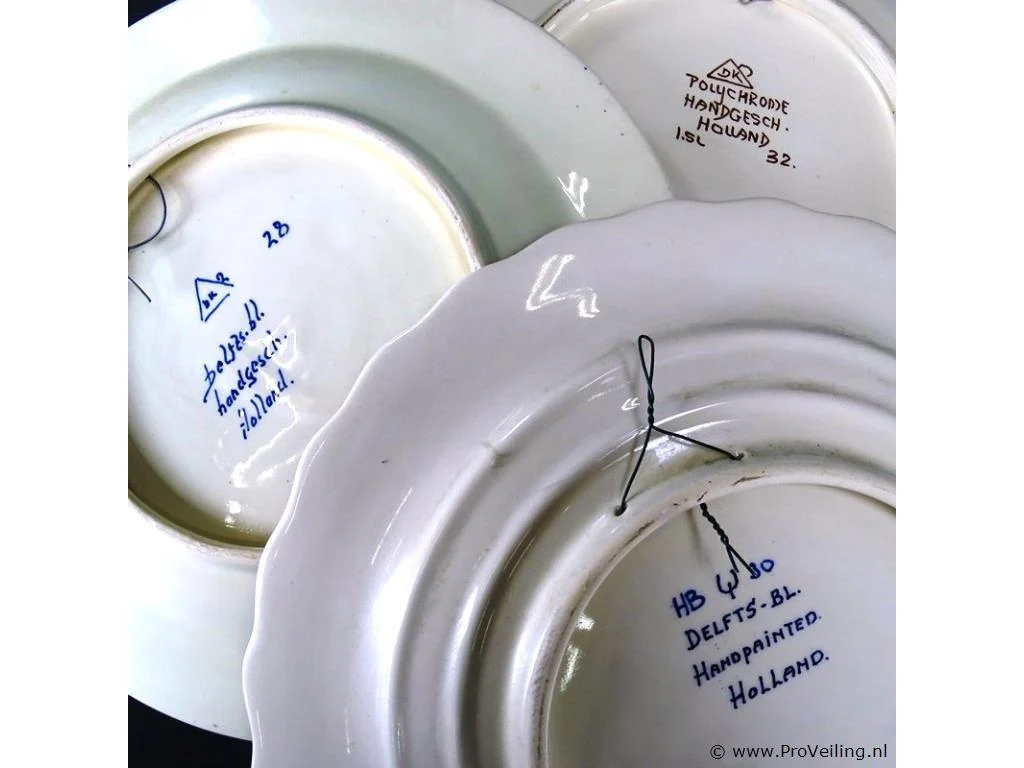 DK
POLYCHROME
HANDGESCH.
HOLLAND
1.5L 32.
28
DK
Delfts.bl.
handgesch.
Holland.
HB 30
DELFTS-BL.
HANDPAINTED.
HOLLAND.
© www.ProVeiling.nl